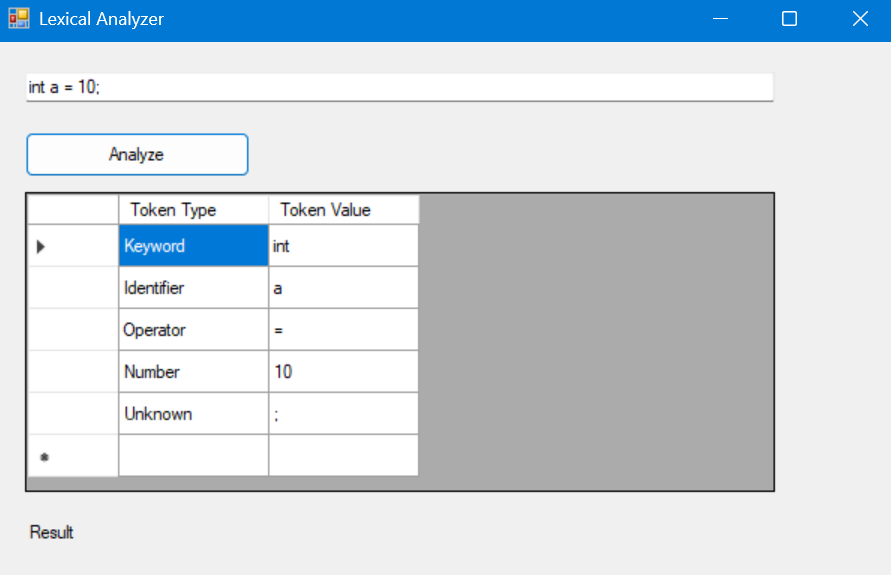 Lexical Analyzer
int a = 10;
Analyze
Token Type Token Value
Keyword int
Identifier a
Operator =
Number 10
Unknown ;
*
Result